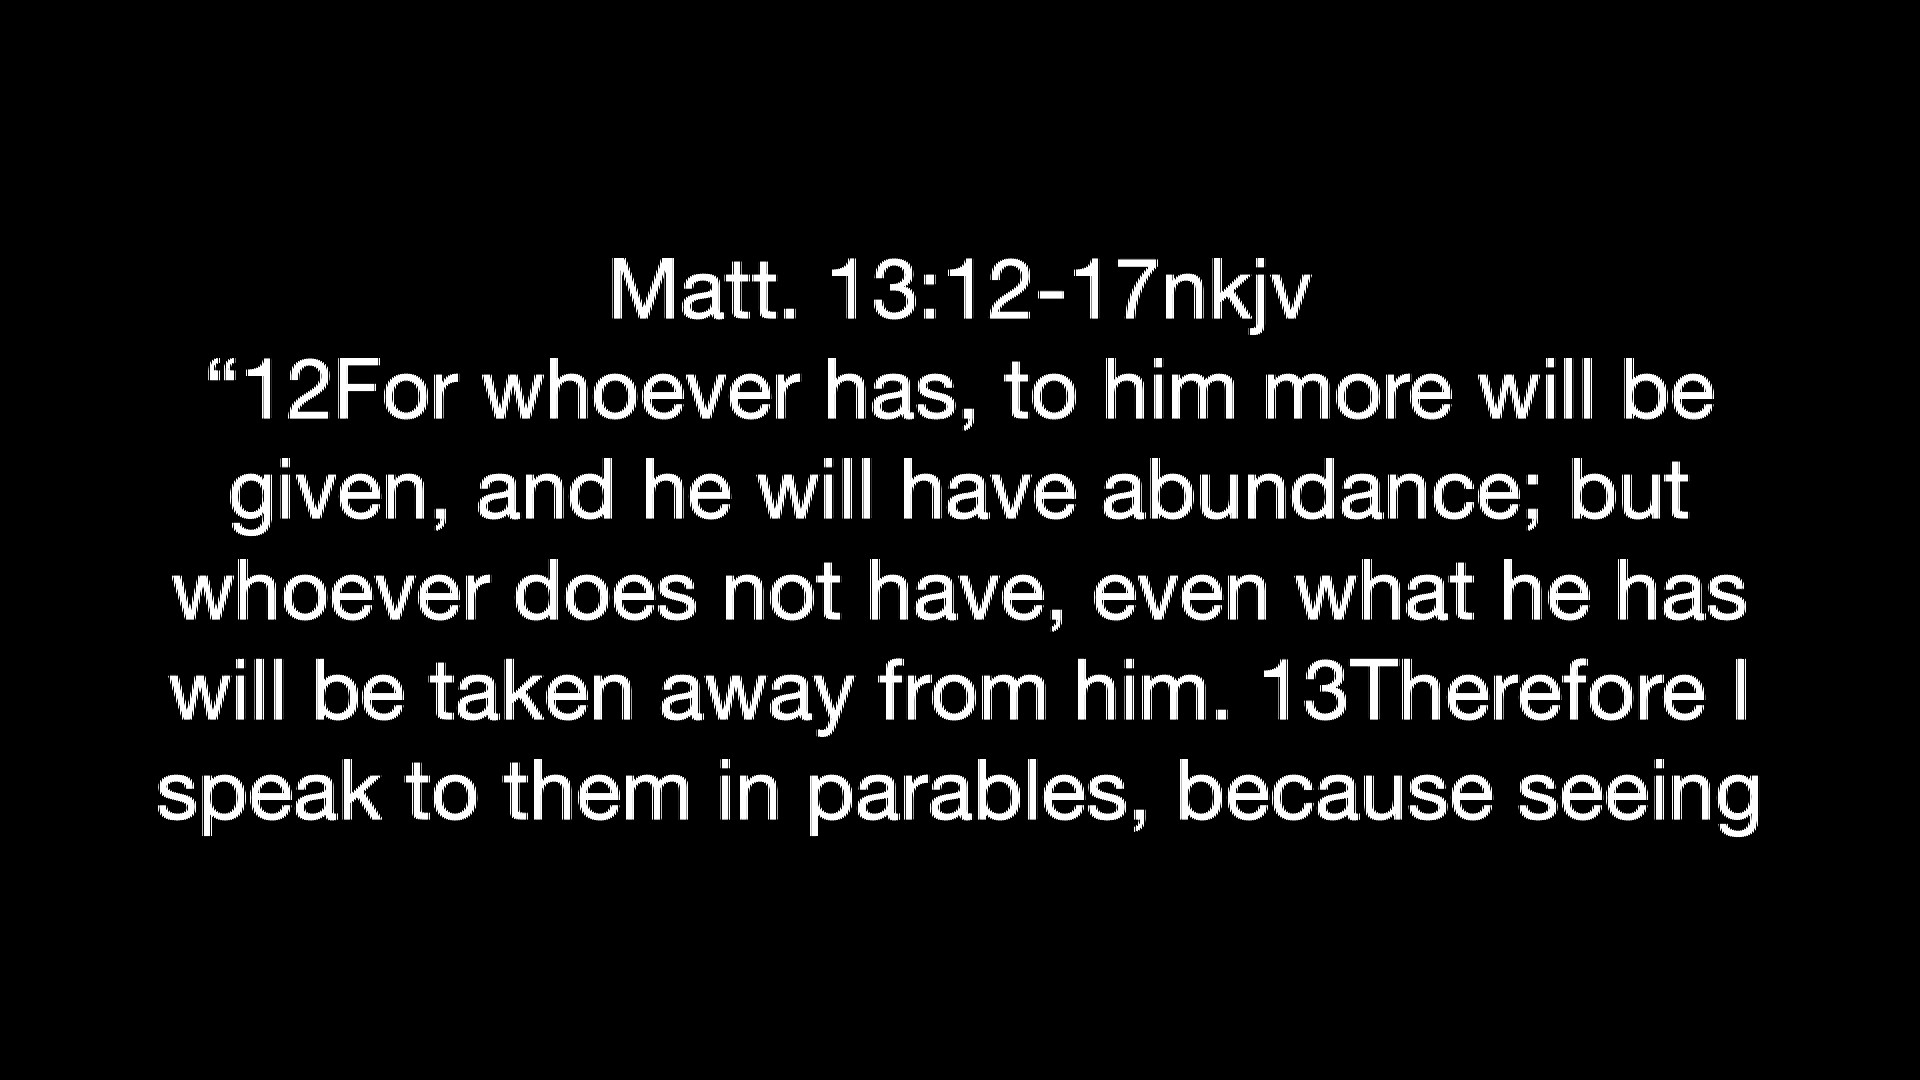 Matt. 13:12-17nkjv
“12For whoever has, to him more will be
given, and he will have abundance; but
whoever does not have, even what he has
will be taken away from him. 13Therefore I
speak to them in parables, because seeing